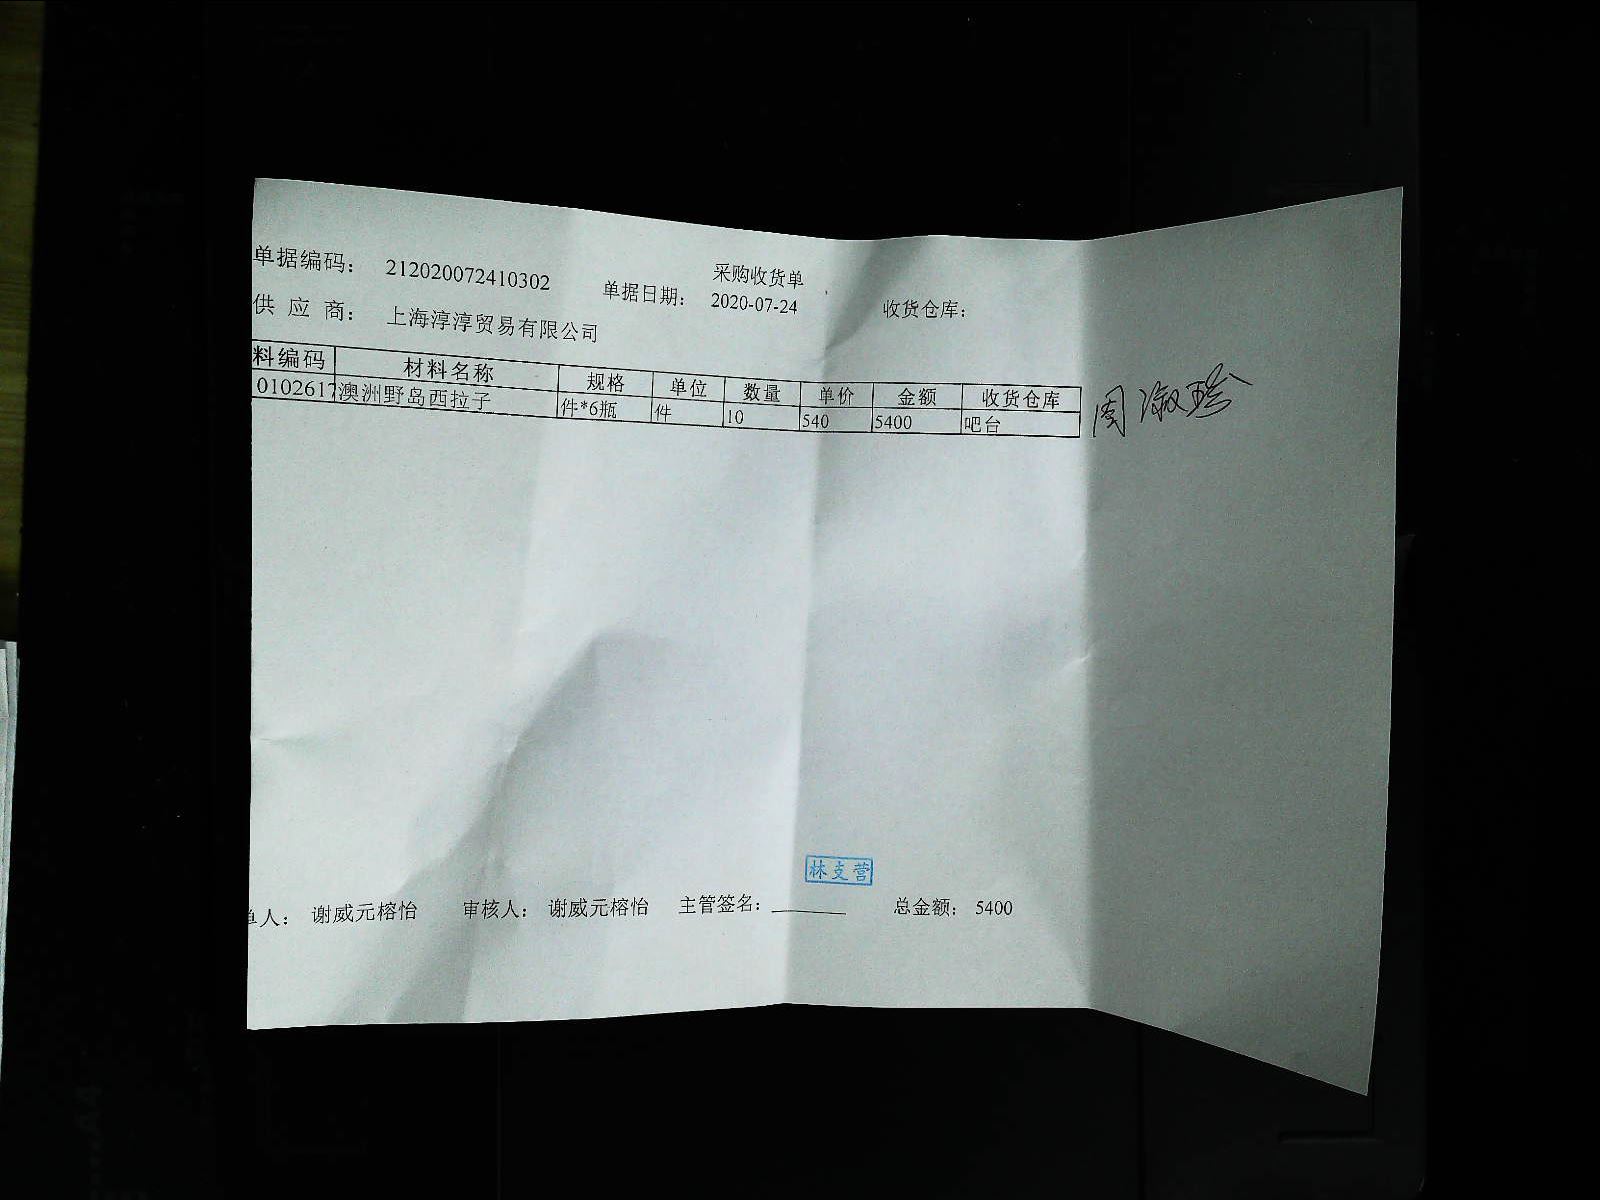 采购收货单
单据编码： 212020072410302 单据日期： 2020-07-24 收货仓库：
供 应 商： 上海淳淳贸易有限公司
料编码 材料名称 规格 单位 数量 单价 金额 收货仓库
0102617 澳洲野岛西拉子 件*6瓶 件 10 540 5400 吧台
周淑珍
林支营
单人： 谢威元榕怡 审核人： 谢威元榕怡 主管签名： 总金额： 5400